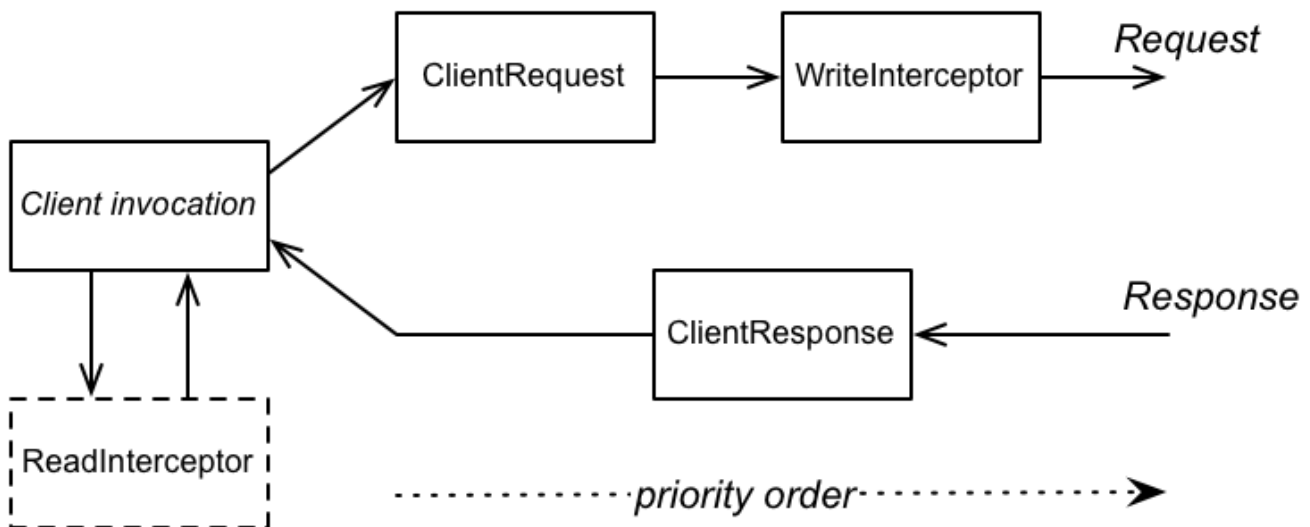 Request
ClientRequest
WriteInterceptor
Client invocation
Response
ClientResponse
ReadInterceptor
priority order